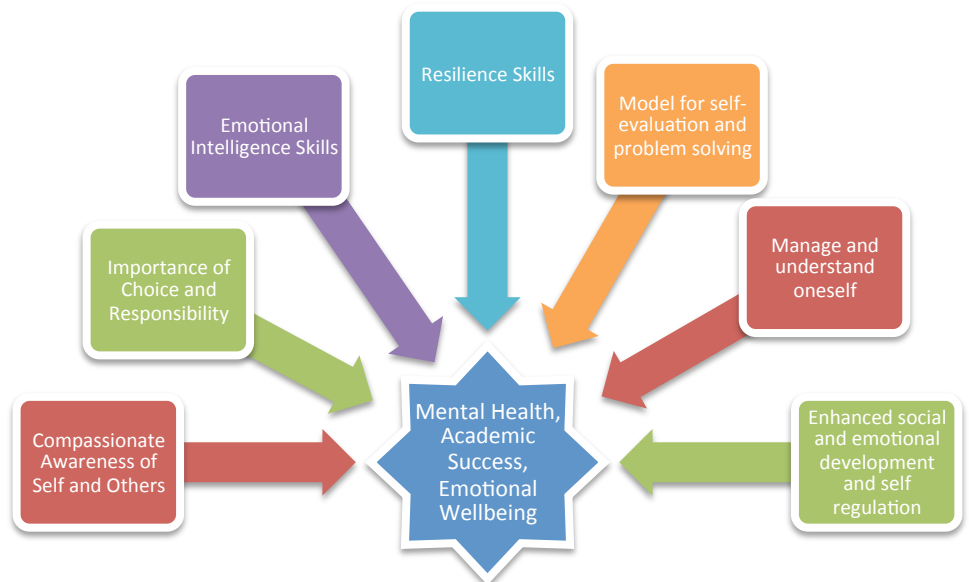 Resilience Skills
Model for self-
evaluation and
problem solving
Emotional
Intelligence Skills
Manage and
understand
oneself
Importance of
Choice and
Responsibility
Mental Health,
Academic
Success,
Emotional
Wellbeing
Compassionate
Awareness of
Self and Others
Enhanced social
and emotional
development
and self
regulation